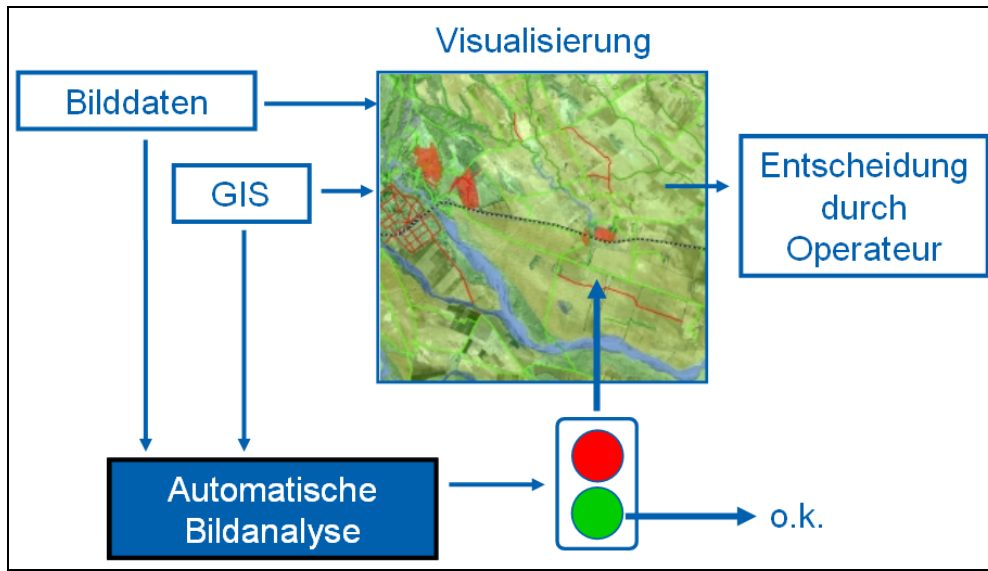 Visualisierung
Bilddaten
GIS
Entscheidung
durch
Operateur
Automatische
Bildanalyse
o.k.